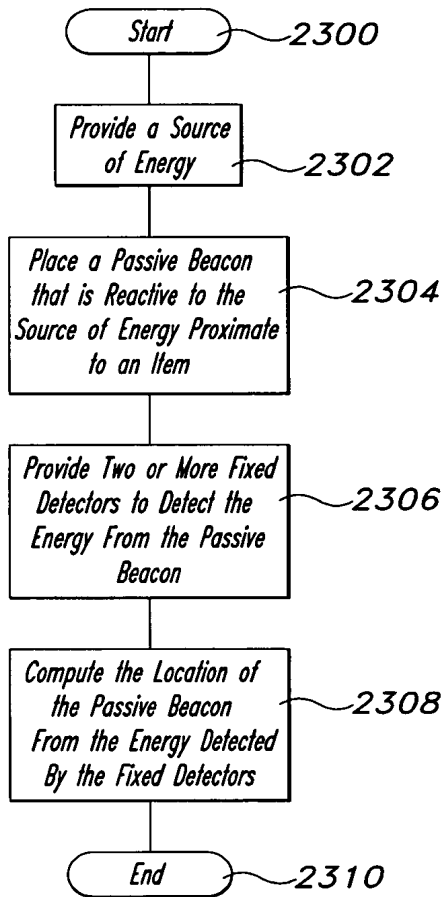 Start
2300
Provide a Source
of Energy
2302
Place a Passive Beacon
that is Reactive to the
Source of Energy Proximate
to an Item
2304
Provide Two or More Fixed
Detectors to Detect the
Energy From the Passive
Beacon
2306
Compute the Location of
the Passive Beacon
From the Energy Detected
By the Fixed Detectors
2308
End
2310